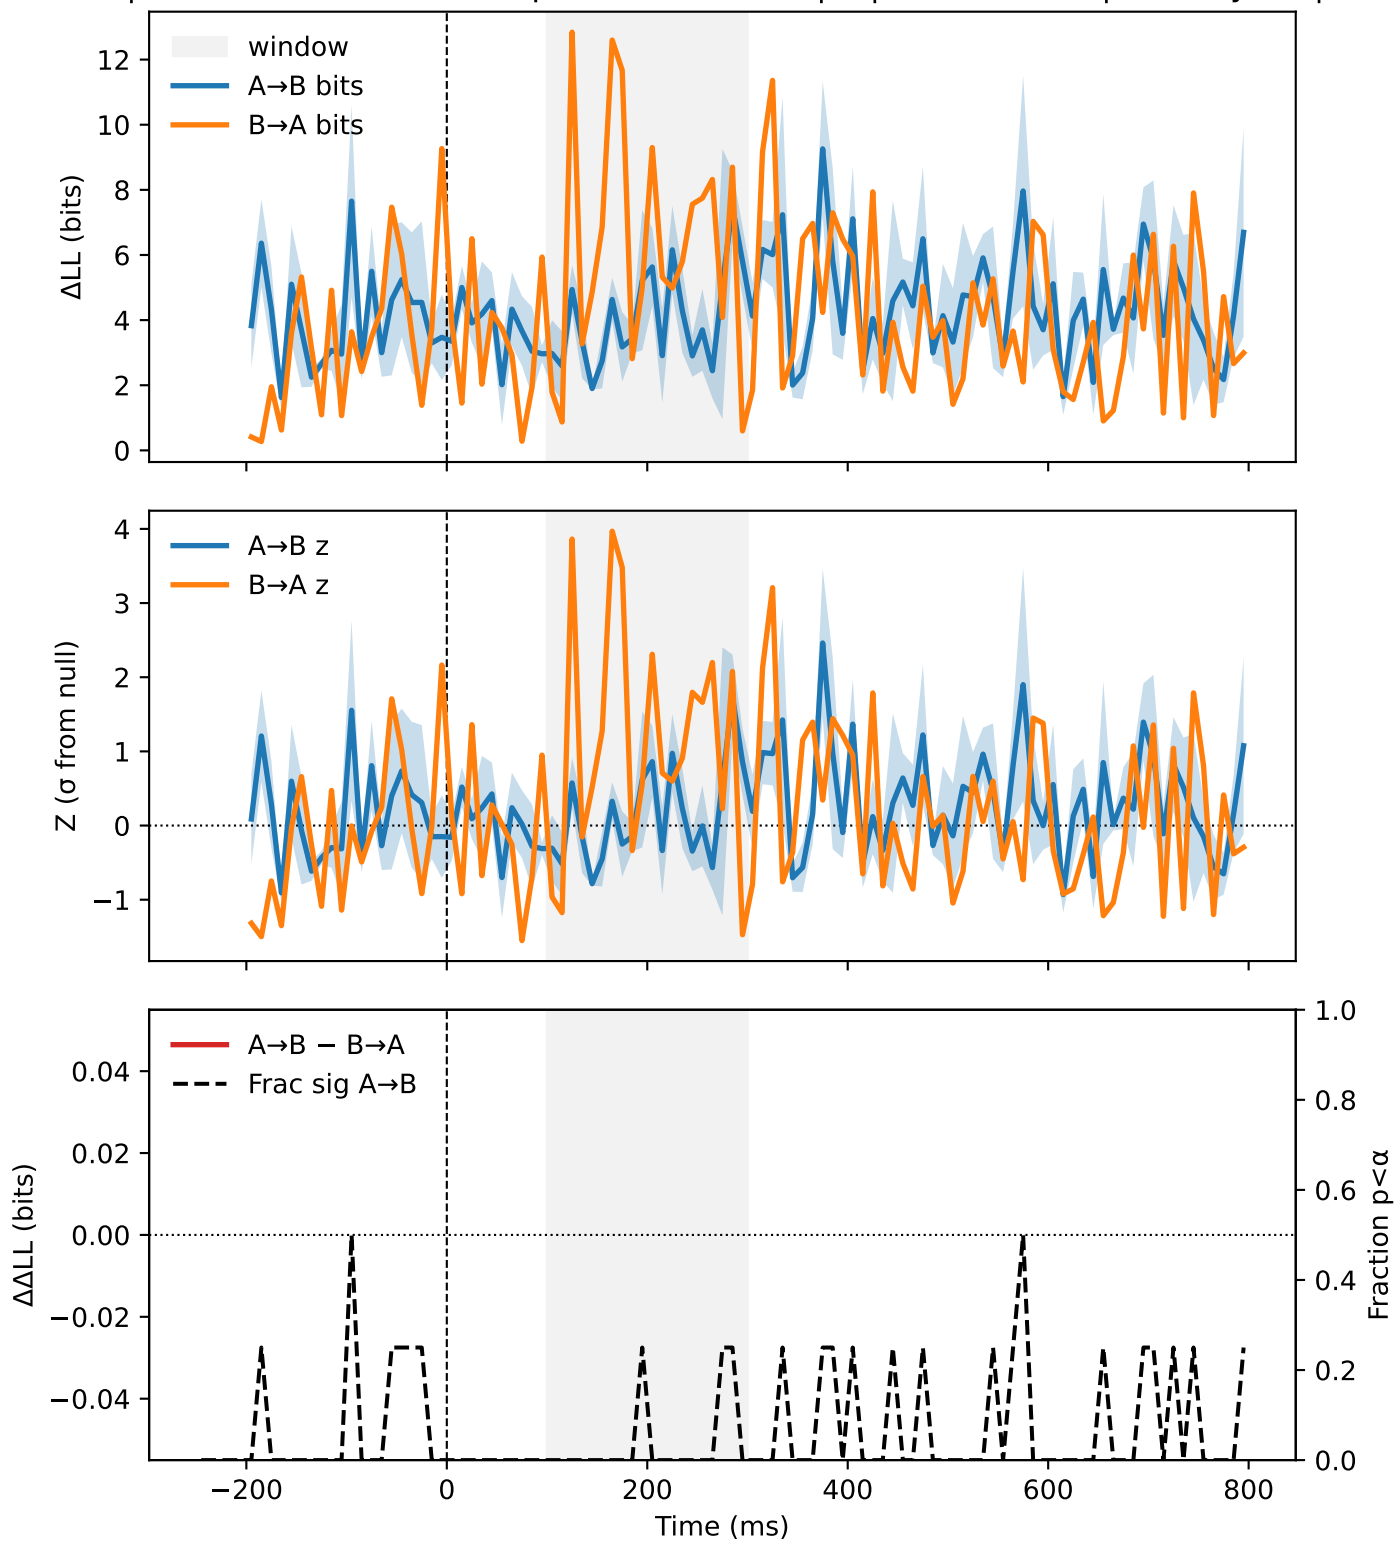 window
A→B bits
B→A bits
ΔLL (bits)
12
10
8
6
4
2
0
A→B z
B→A z
Z (σ from null)
4
3
2
1
0
−1
A→B − B→A
Frac sig A→B
ΔΔLL (bits)
0.04
0.02
0.00
−0.02
−0.04
1.0
0.8
0.6
0.4
0.2
0.0
Fraction p<α
−200
0
200
400
600
800
Time (ms)